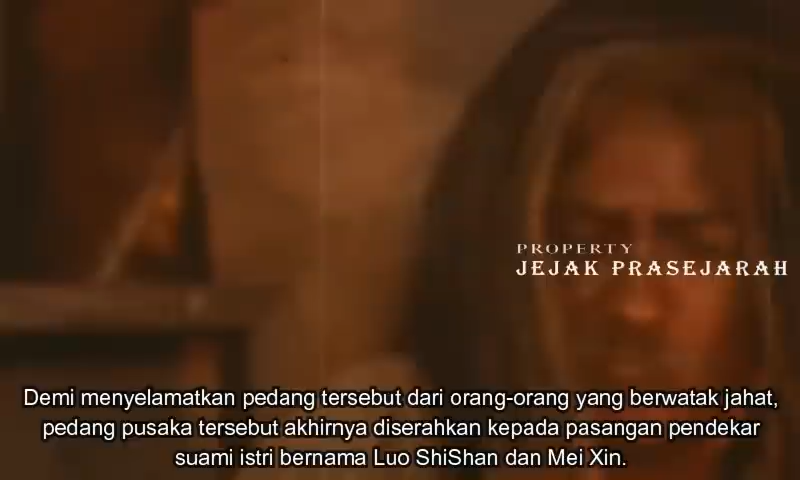 PROPERTY
JEJAK PRASEJARAH
Demi menyelamatkan pedang tersebut dari orang-orang yang berwatak jahat,
pedang pusaka tersebut akhirnya diserahkan kepada pasangan pendekar
suami istri bernama Luo ShiShan dan Mei Xin.